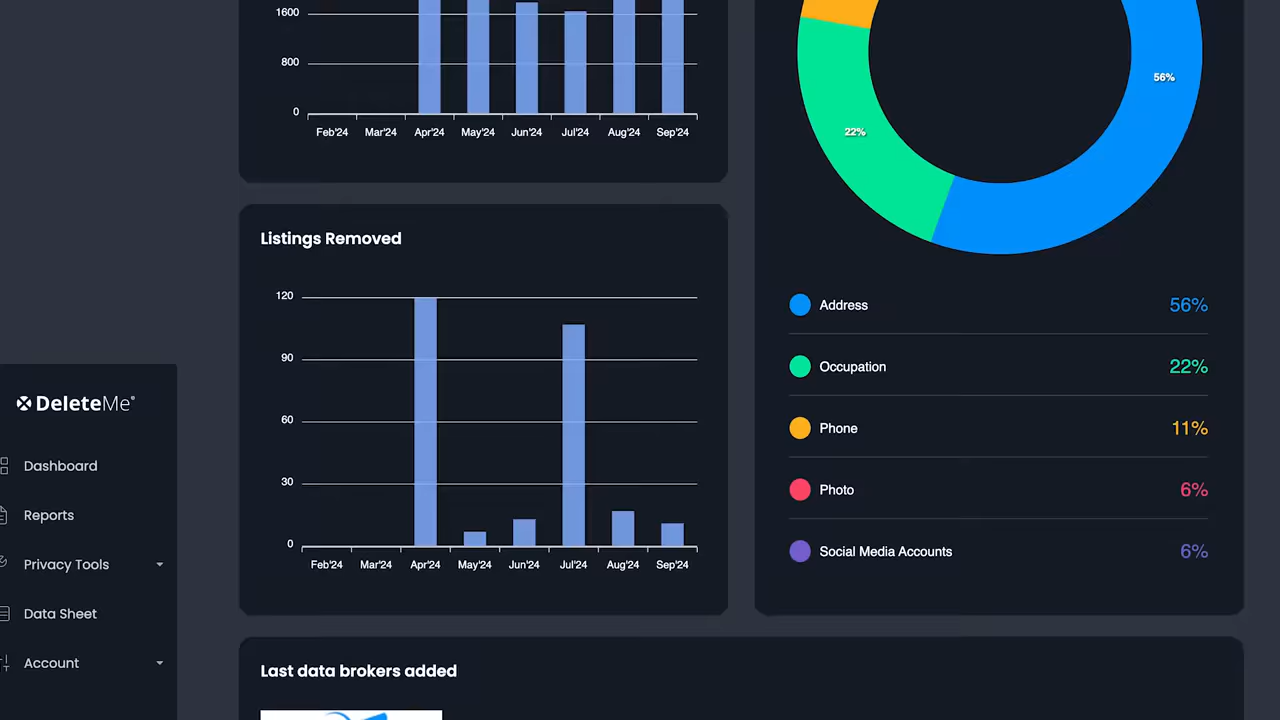 1600
800
0
Feb'24 Mar'24 Apr'24 May'24 Jun'24 Jul'24 Aug'24 Sep'24
56%
22%
Listings Removed
120
90
60
30
0
Feb'24 Mar'24 Apr'24 May'24 Jun'24 Jul'24 Aug'24 Sep'24
Address 56%
Occupation 22%
Phone 11%
Photo 6%
Social Media Accounts 6%
DeleteMe®
Dashboard
Reports
Privacy Tools
Data Sheet
Account
Last data brokers added